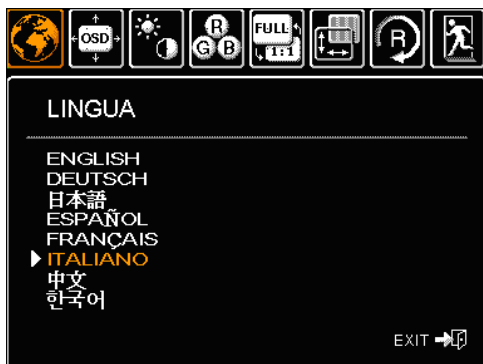 OSD
R
G B
FULL
1:1
R
LINGUA
ENGLISH
DEUTSCH
日本語
ESPAÑOL
FRANÇAIS
ITALIANO
中文
한국어
EXIT